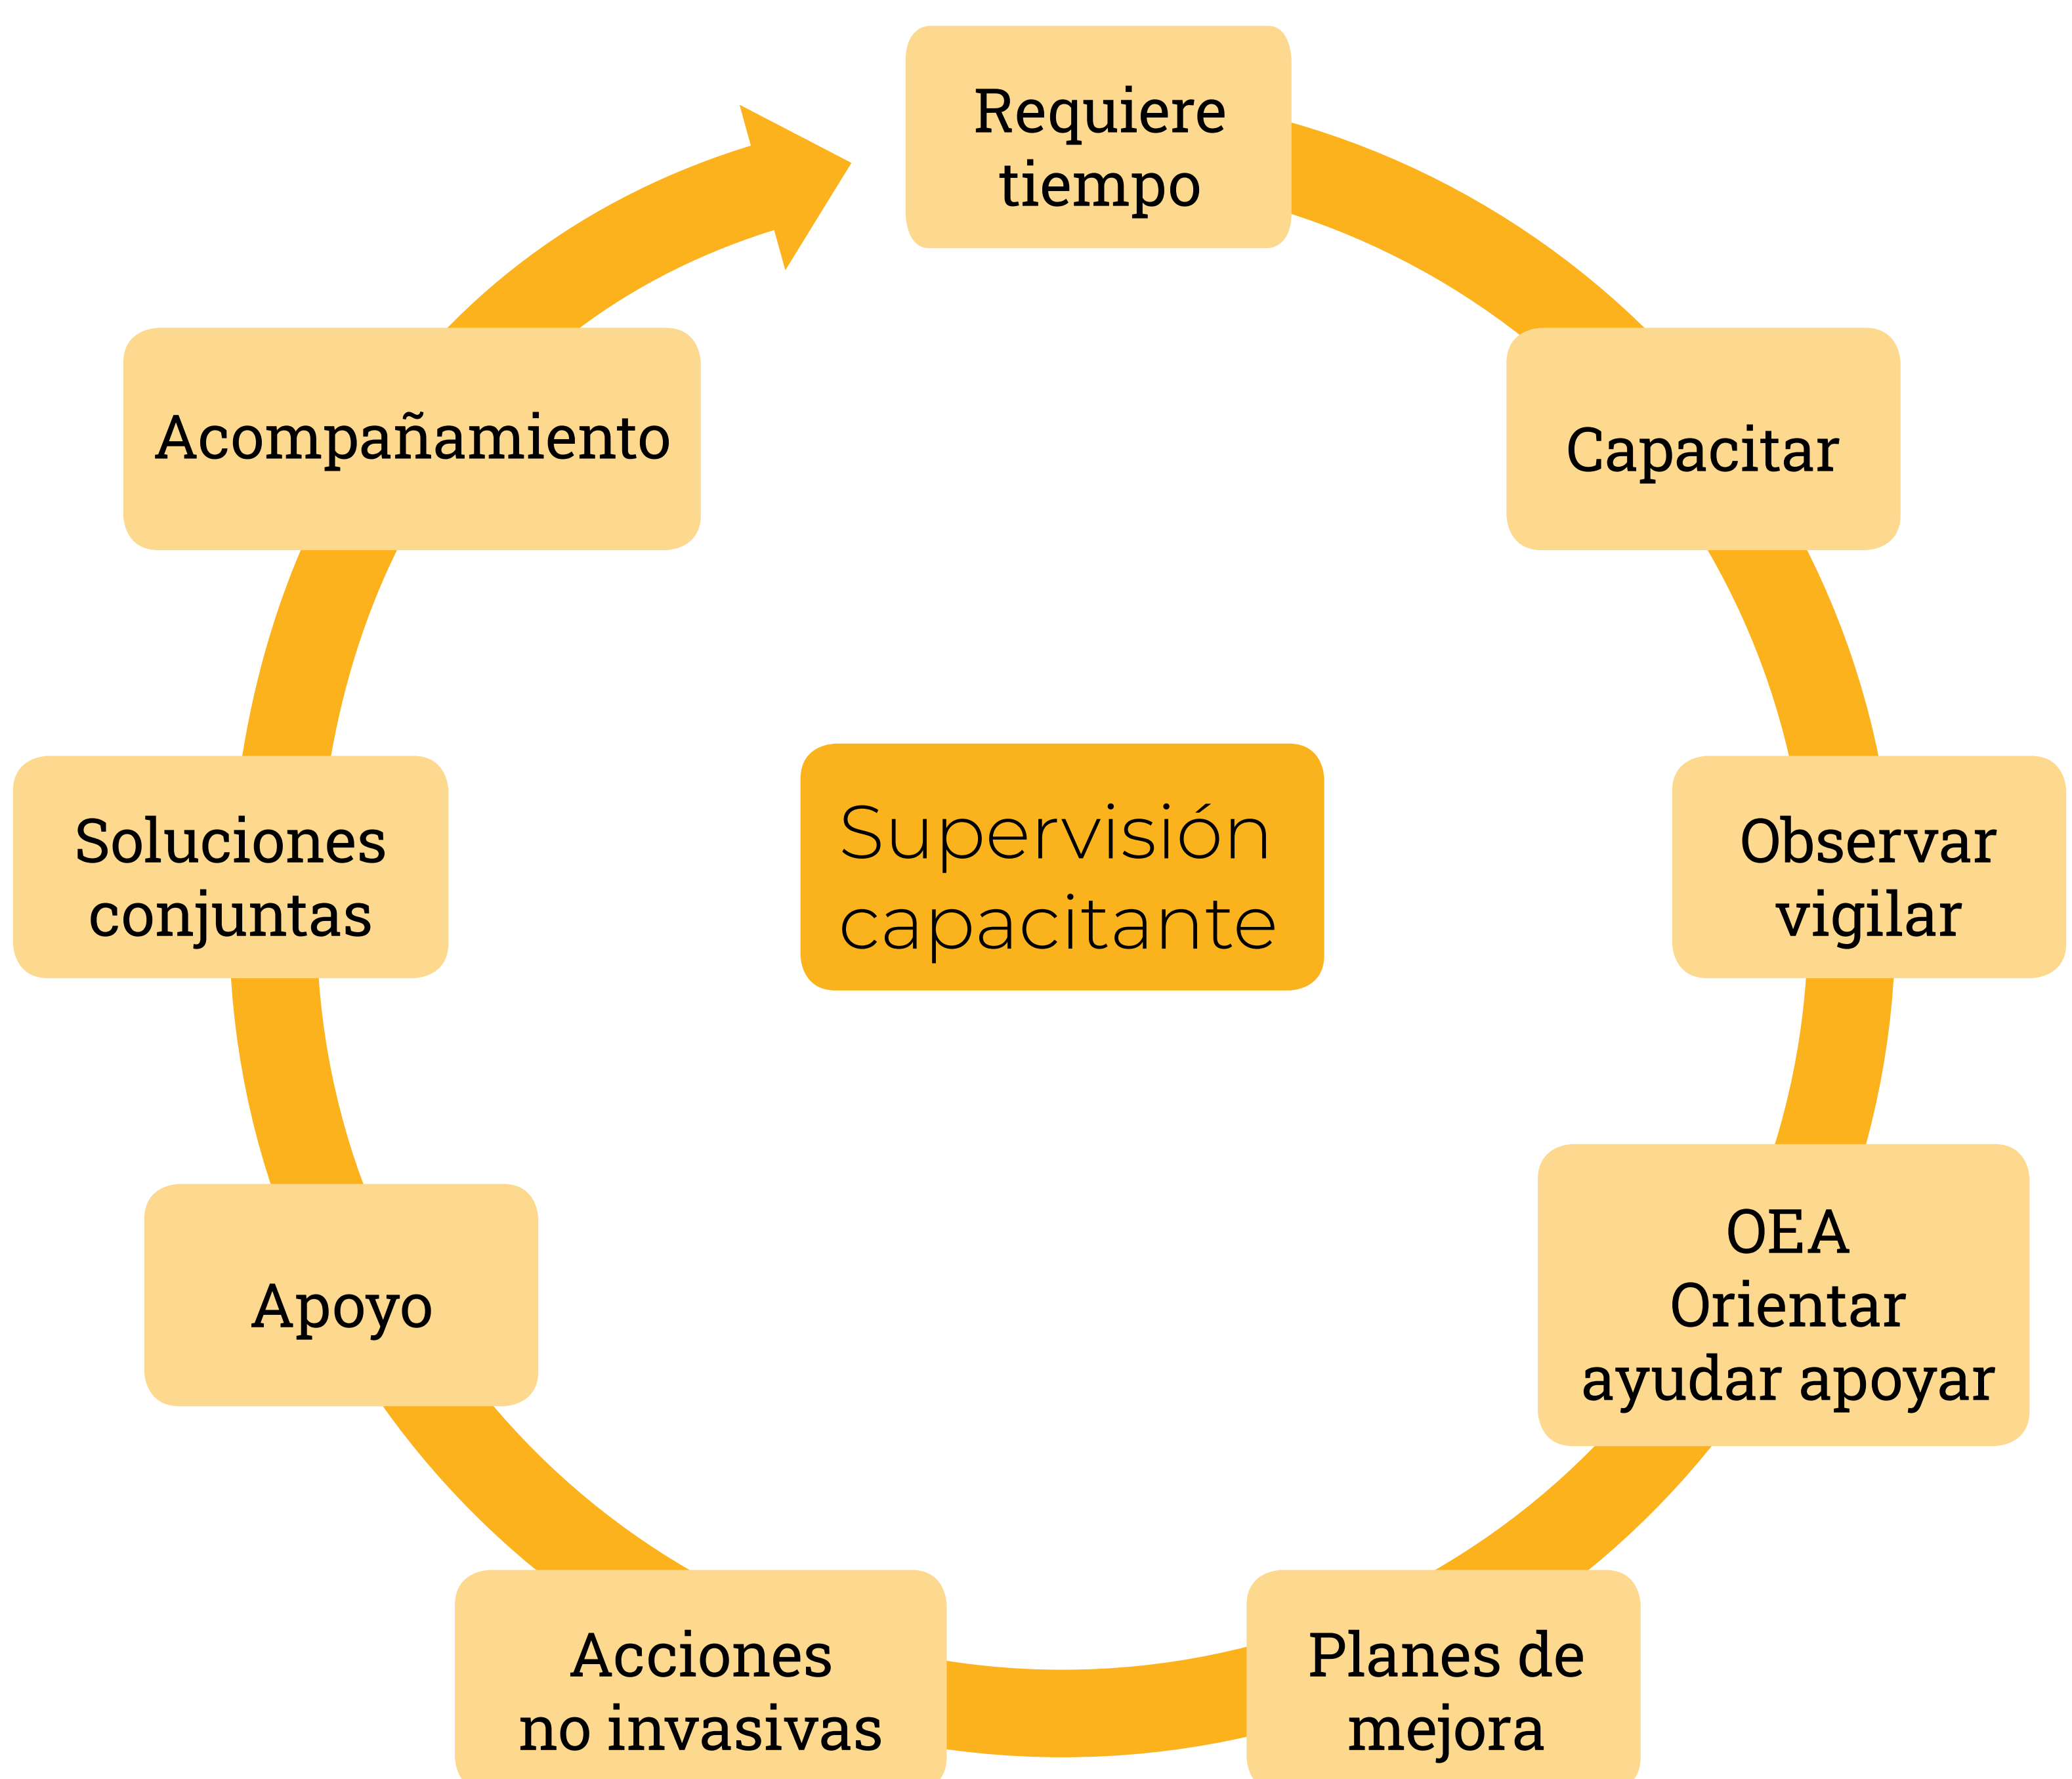 Requiere
tiempo
Capacitar
Observar
vigilar
OEA
Orientar
ayudar apoyar
Planes de
mejora
Acciones
no invasivas
Apoyo
Soluciones
conjuntas
Acompañamiento
Supervisión
capacitante